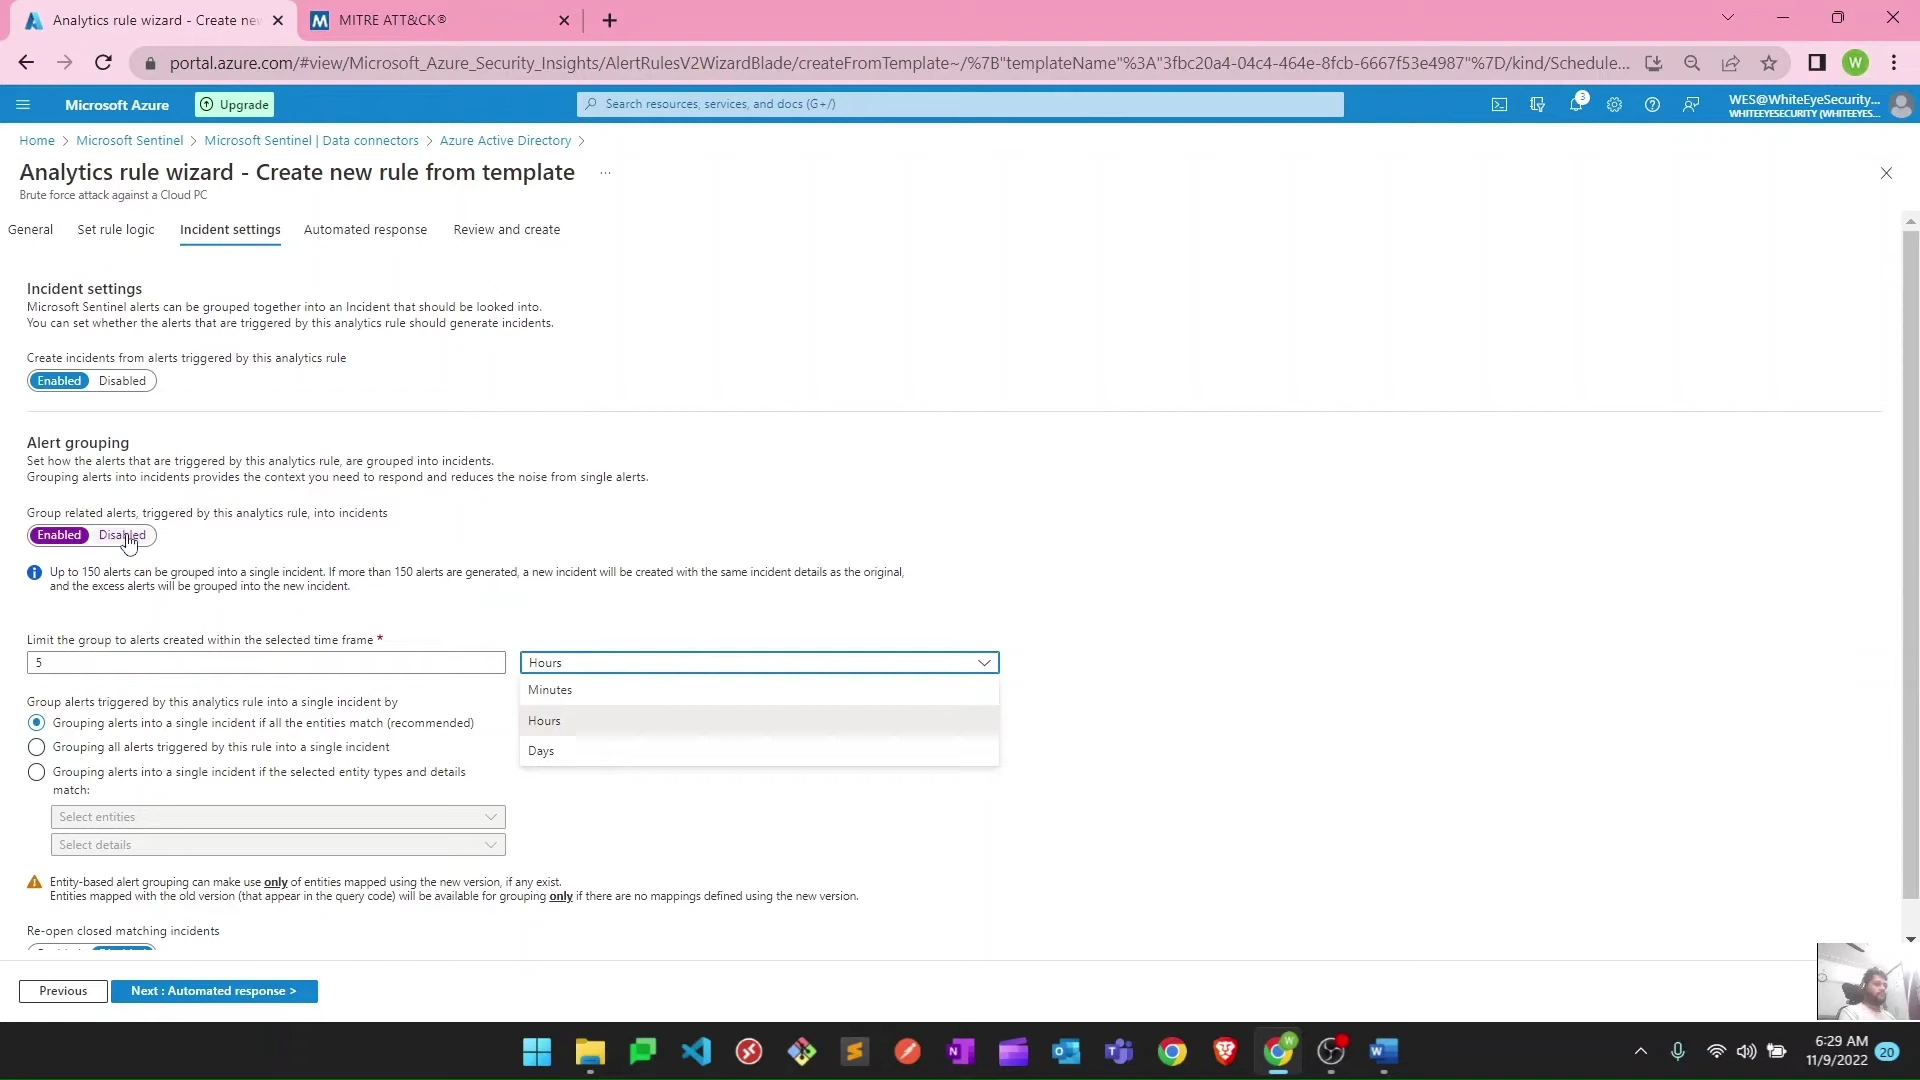 Analytics rule wizard - Create nev
MITRE ATT&CK®
portal.azure.com/#view/Microsoft_Azure_Security_Insights/AlertRulesV2WizardBlade/createFromTemplate~/%7B"templateName"%3A"3fbc20a4-04c4-464e-8fcb-6667f53e4987"%7D/kind/Schedule...
W
Microsoft Azure
Upgrade
Search resources, services, and docs (G+/)
3
WES@WhiteEyeSecurity...
WHITEEYESECURITY (WHITEEYES...
Home > Microsoft Sentinel > Microsoft Sentinel | Data connectors > Azure Active Directory >
Analytics rule wizard - Create new rule from template ...
Brute force attack against a Cloud PC
General Set rule logic Incident settings Automated response Review and create
Incident settings
Microsoft Sentinel alerts can be grouped together into an Incident that should be looked into.
You can set whether the alerts that are triggered by this analytics rule should generate incidents.
Create incidents from alerts triggered by this analytics rule
Enabled Disabled
Alert grouping
Set how the alerts that are triggered by this analytics rule, are grouped into incidents.
Grouping alerts into incidents provides the context you need to respond and reduces the noise from single alerts.
Group related alerts, triggered by this analytics rule, into incidents
Enabled Disabled
Up to 150 alerts can be grouped into a single incident. If more than 150 alerts are generated, a new incident will be created with the same incident details as the original,
and the excess alerts will be grouped into the new incident.
Limit the group to alerts created within the selected time frame *
5 Hours
Minutes
Hours
Days
Group alerts triggered by this analytics rule into a single incident by
Grouping alerts into a single incident if all the entities match (recommended)
Grouping all alerts triggered by this rule into a single incident
Grouping alerts into a single incident if the selected entity types and details
match:
Select entities
Select details
Entity-based alert grouping can make use only of entities mapped using the new version, if any exist.
Entities mapped with the old version (that appear in the query code) will be available for grouping only if there are no mappings defined using the new version.
Re-open closed matching incidents
Previous Next : Automated response >
6:29 AM
11/9/2022 20